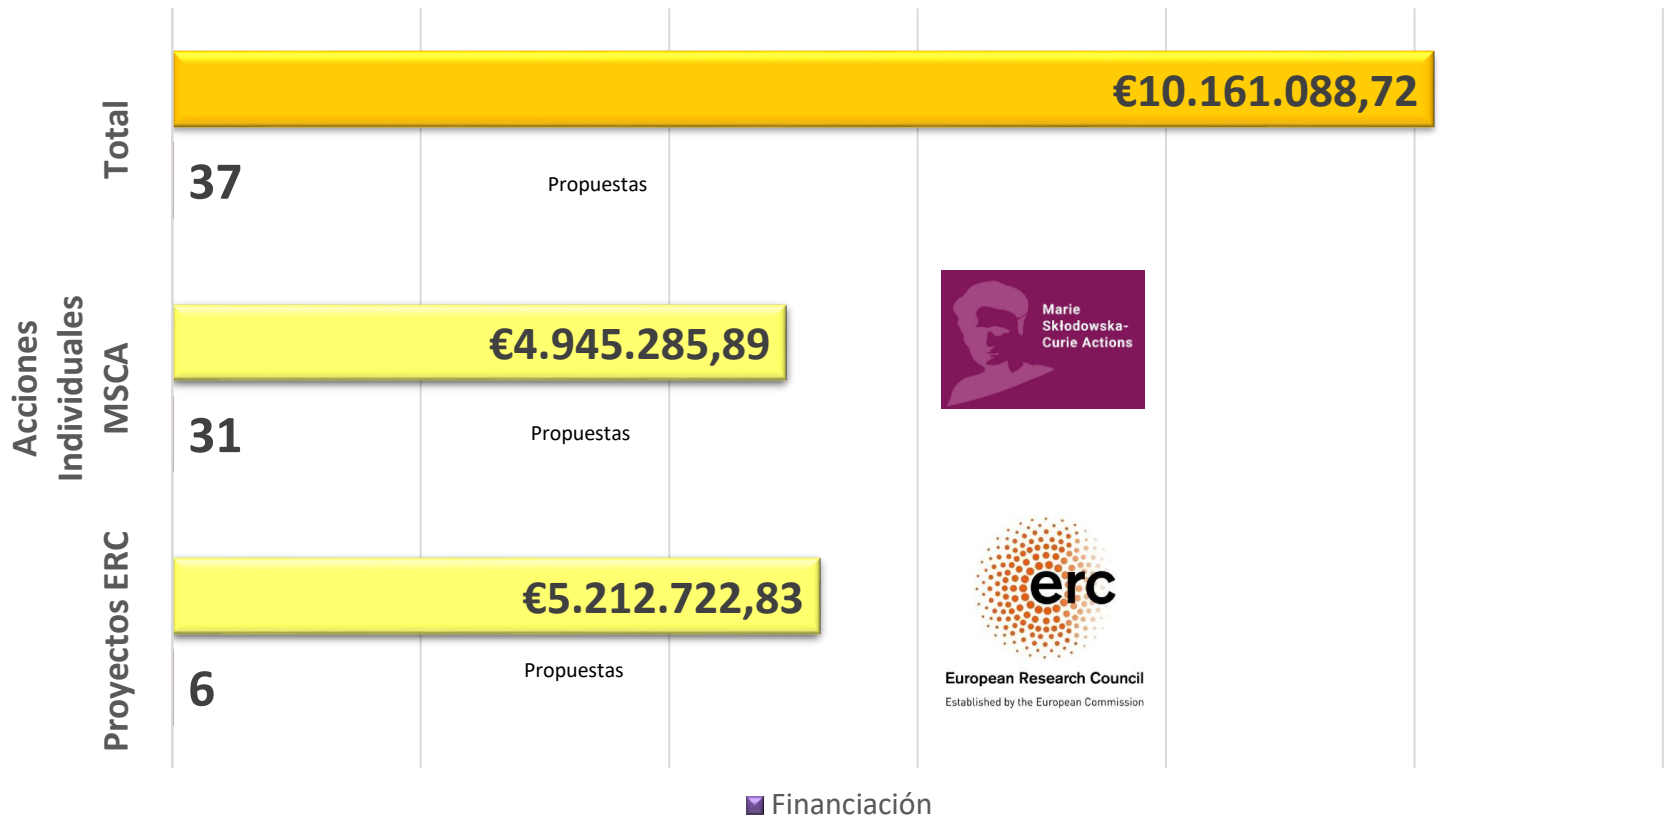 Total
€10.161.088,72
37
Propuestas
Acciones
Individuales
MSCA
€4.945.285,89
31
Propuestas
Marie
Skłodowska-
Curie Actions
Proyectos ERC
€5.212.722,83
6
Propuestas
erc
European Research Council
Established by the European Commission
Financiación